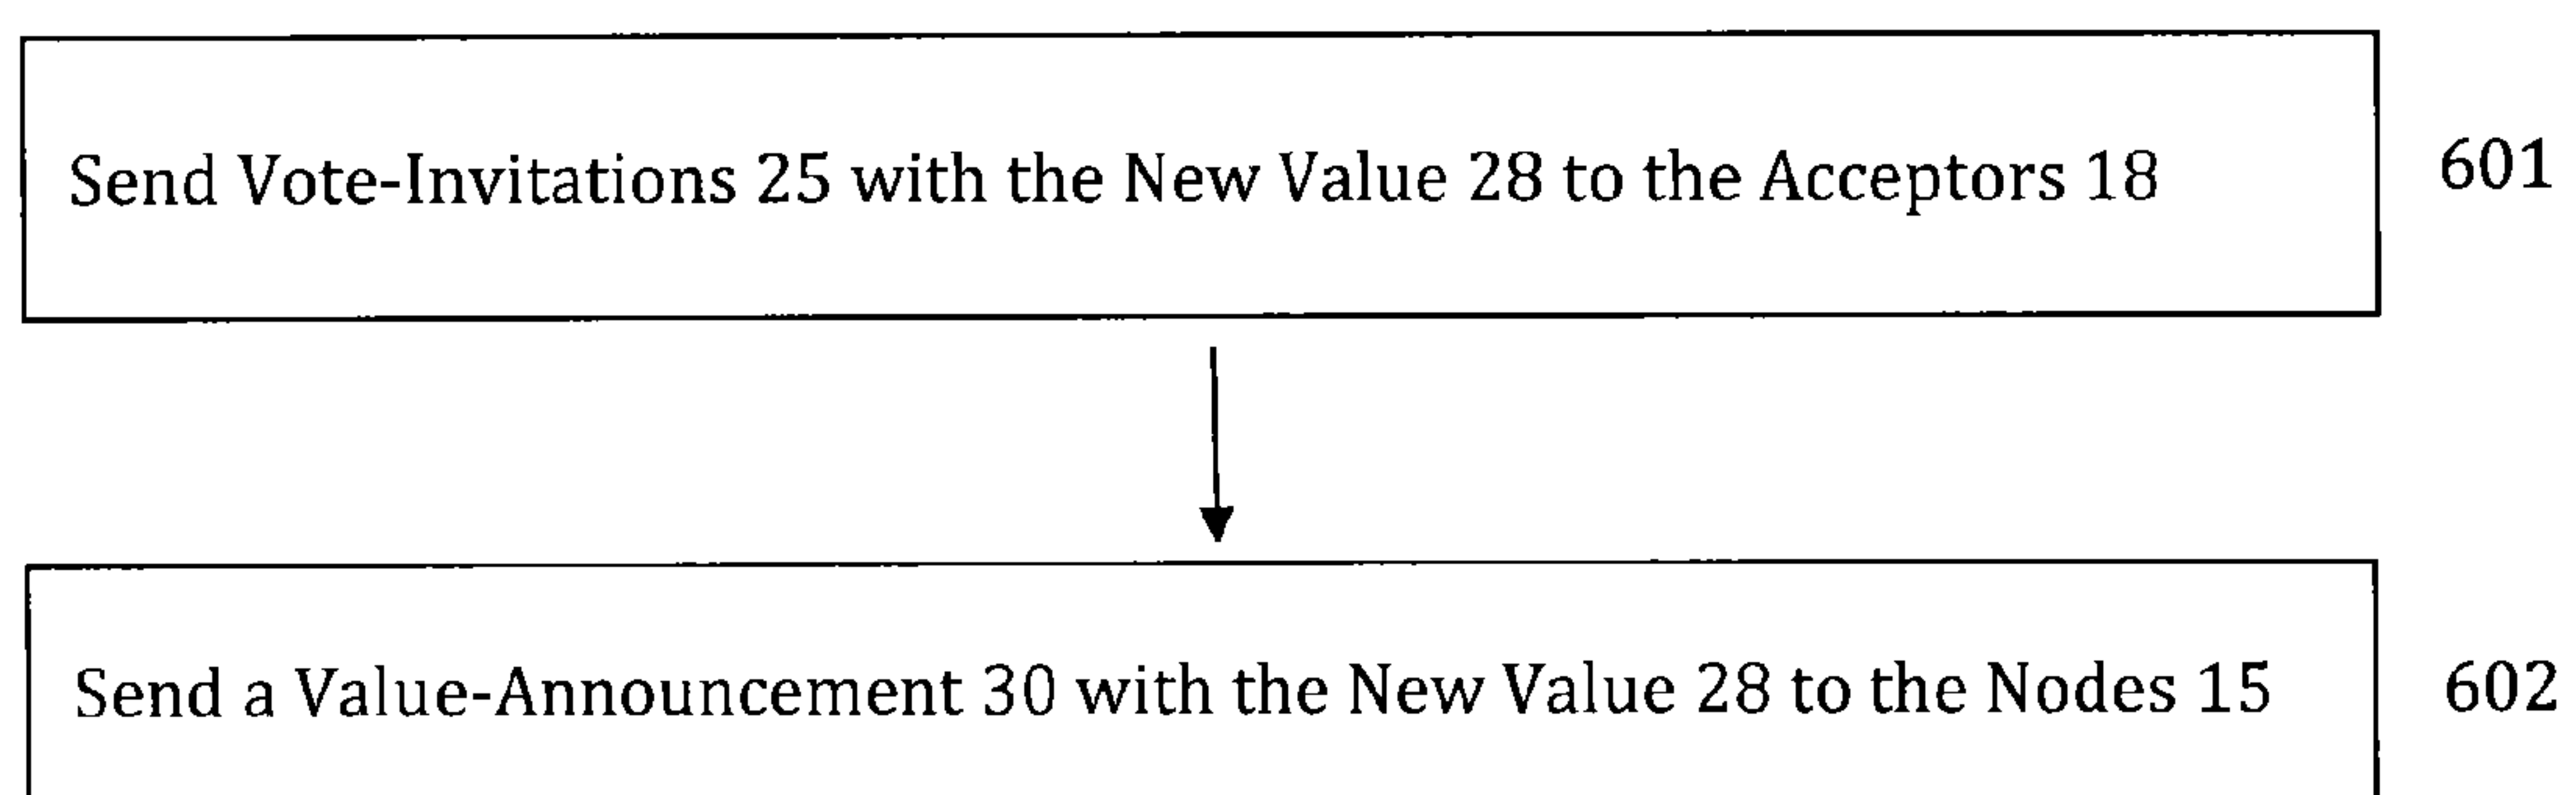 Send Vote-Invitations 25 with the New Value 28 to the Acceptors 18 601
Send a Value-Announcement 30 with the New Value 28 to the Nodes 15 602